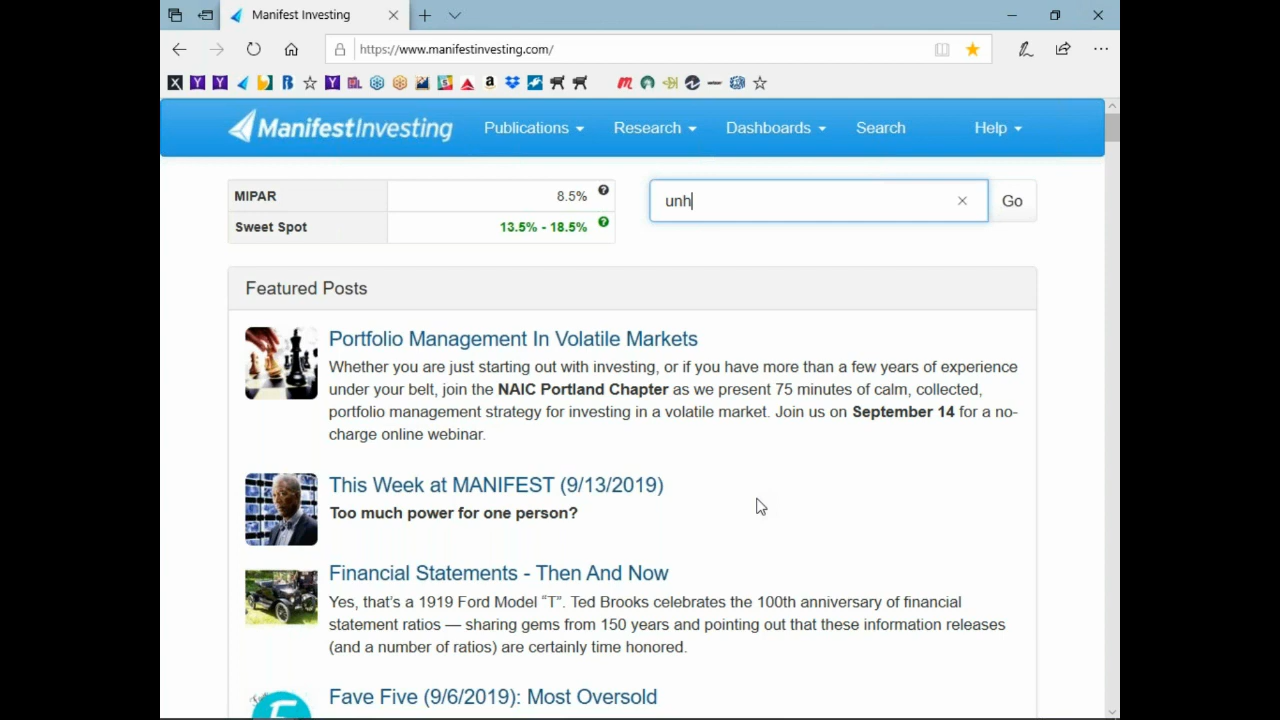 Manifest Investing
https://www.manifestinvesting.com/
ManifestInvesting
Publications
Research
Dashboards
Search
Help
MIPAR
8.5%
Sweet Spot
13.5% - 18.5%
unh
Go
Featured Posts
Portfolio Management In Volatile Markets
Whether you are just starting out with investing, or if you have more than a few years of experience
under your belt, join the NAIC Portland Chapter as we present 75 minutes of calm, collected,
portfolio management strategy for investing in a volatile market. Join us on September 14 for a no-
charge online webinar.
This Week at MANIFEST (9/13/2019)
Too much power for one person?
Financial Statements - Then And Now
Yes, that's a 1919 Ford Model “T”. Ted Brooks celebrates the 100th anniversary of financial
statement ratios — sharing gems from 150 years and pointing out that these information releases
(and a number of ratios) are certainly time honored.
Fave Five (9/6/2019): Most Oversold